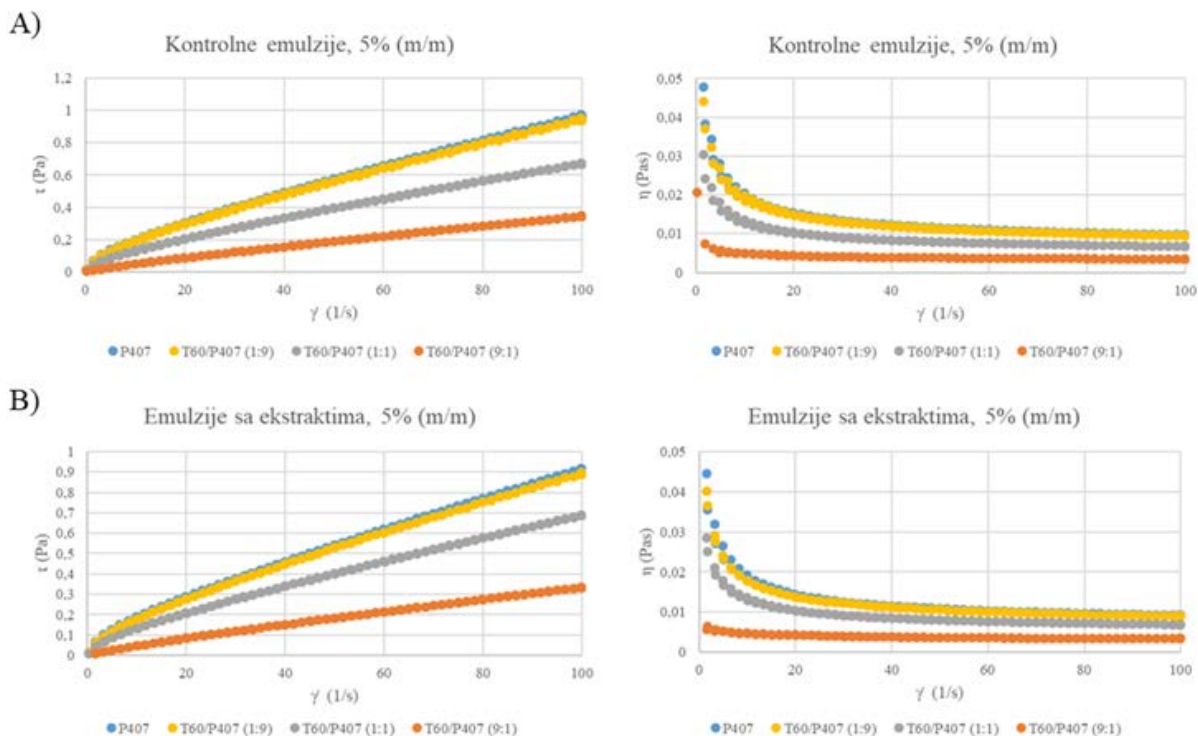 A)
Kontrolne emulzije, 5% (m/m)
τ (Pa)
1,2
1
0,8
0,6
0,4
0,2
0
0
20
40
60
80
100
γ̇ (1/s)
P407
T60/P407 (1:9)
T60/P407 (1:1)
T60/P407 (9:1)
Kontrolne emulzije, 5% (m/m)
η (Pas)
0,05
0,04
0,03
0,02
0,01
0
0
20
40
60
80
100
γ̇ (1/s)
P407
T60/P407 (1:9)
T60/P407 (1:1)
T60/P407 (9:1)
B)
Emulzije sa ekstraktima, 5% (m/m)
τ (Pa)
1
0,9
0,8
0,7
0,6
0,5
0,4
0,3
0,2
0,1
0
0
20
40
60
80
100
γ̇ (1/s)
P407
T60/P407 (1:9)
T60/P407 (1:1)
T60/P407 (9:1)
Emulzije sa ekstraktima, 5% (m/m)
η (Pas)
0,05
0,04
0,03
0,02
0,01
0
0
20
40
60
80
100
γ̇ (1/s)
P407
T60/P407 (1:9)
T60/P407 (1:1)
T60/P407 (9:1)